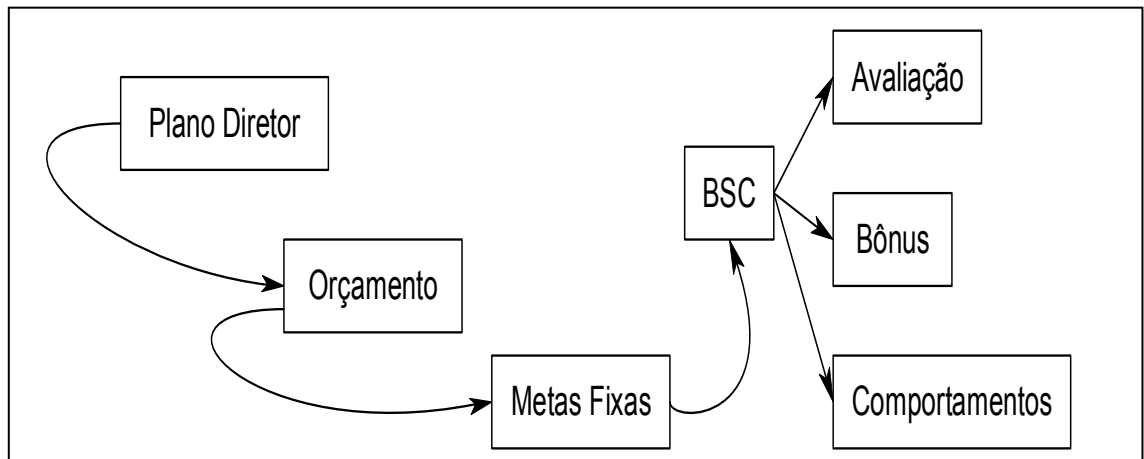 Plano Diretor
Orçamento
Metas Fixas
BSC
Avaliação
Bônus
Comportamentos